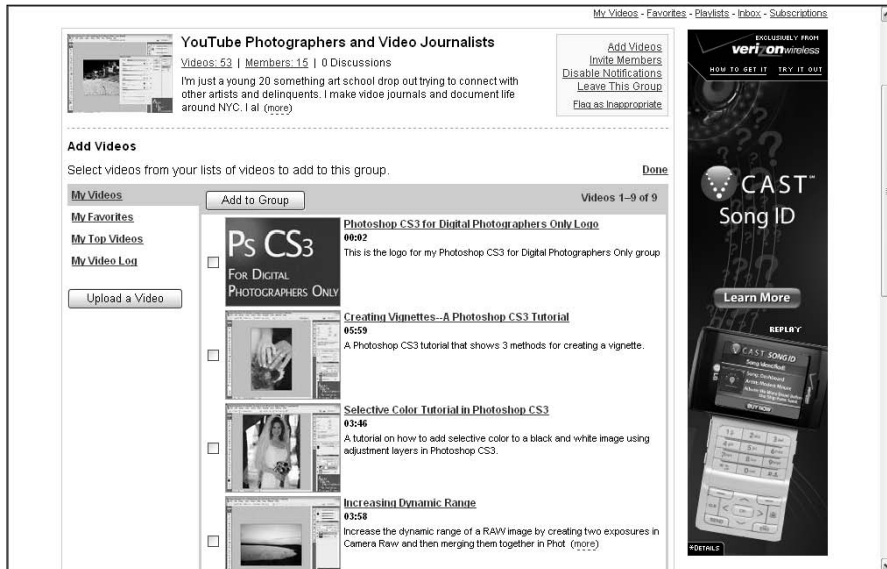 My Videos - Favorites - Playlists - Inbox - Subscriptions
YouTube Photographers and Video Journalists
Videos: 53 | Members: 15 | 0 Discussions
I'm just a young 20 something art school drop out trying to connect with
other artists and delinquents. I make vidoe journals and document life
around NYC. I al (more)
Add Videos
Invite Members
Disable Notifications
Leave This Group
Flag as Inappropriate
Add Videos
Select videos from your lists of videos to add to this group.
Done
My Videos
My Favorites
My Top Videos
My Video Log
Upload a Video
Add to Group
Videos 1–9 of 9
PS CS3
FOR DIGITAL
PHOTOGRAPHERS ONLY
Photoshop CS3 for Digital Photographers Only Logo
00:02
This is the logo for my Photoshop CS3 for Digital Photographers Only group
Creating Vignettes--A Photoshop CS3 Tutorial
05:59
A Photoshop CS3 tutorial that shows 3 methods for creating a vignette.
Selective Color Tutorial in Photoshop CS3
03:46
A tutorial on how to add selective color to a black and white image using
adjustment layers in Photoshop CS3.
Increasing Dynamic Range
03:58
Increase the dynamic range of a RAW image by creating two exposures in
Camera Raw and then merging them together in Phot (more)
EXCLUSIVELY FROM
verizon wireless
HOW TO GET IT TRY IT OUT
V CAST™
Song ID
Learn More
REPLAY
V CAST SONG ID
BUY NOW
*DETAILS